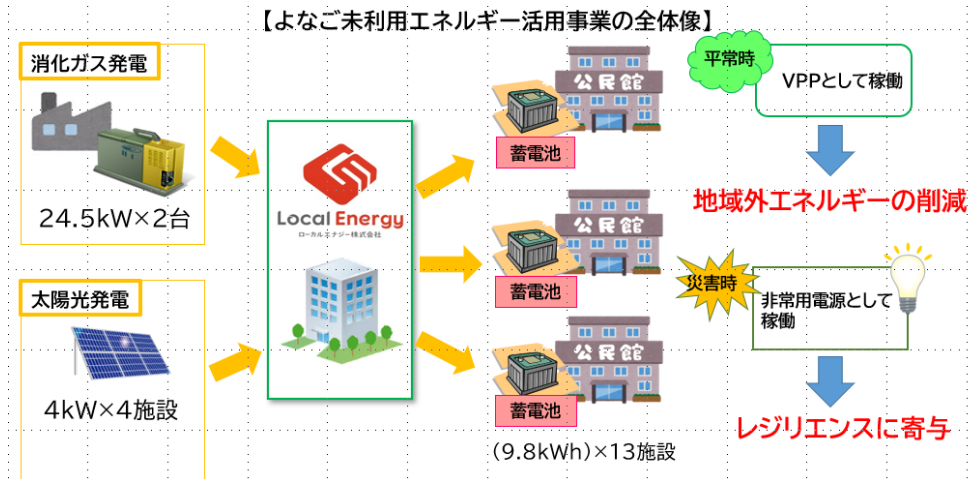 【よなご未利用エネルギー活用事業の全体像】
消化ガス発電
24.5kW×2台
太陽光発電
4kW×4施設
Local Energy
ローカルエナジー株式会社
公民館
蓄電池
公民館
蓄電池
公民館
蓄電池
(9.8kWh)×13施設
平常時
VPPとして稼働
地域外エネルギーの削減
災害時
非常用電源として
稼働
レジリエンスに寄与